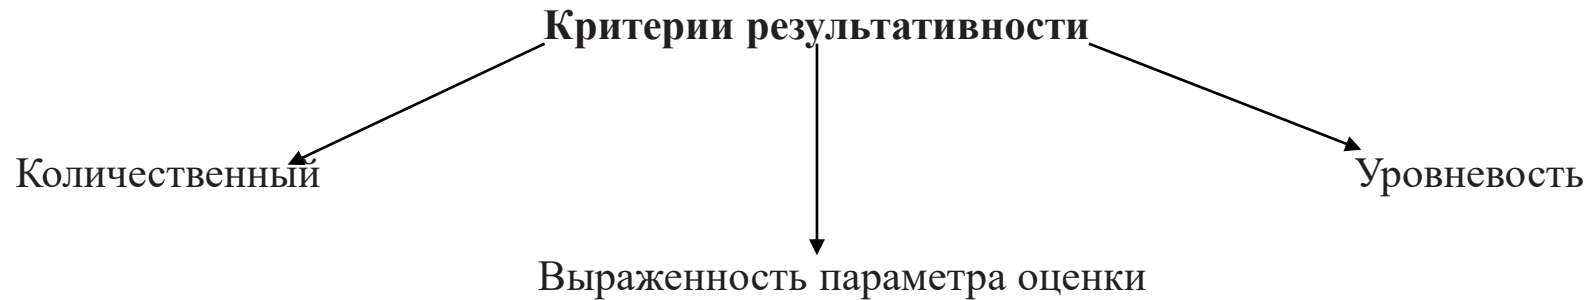 Критерии результативности
Количественный
Уровневость
Выраженность параметра оценки